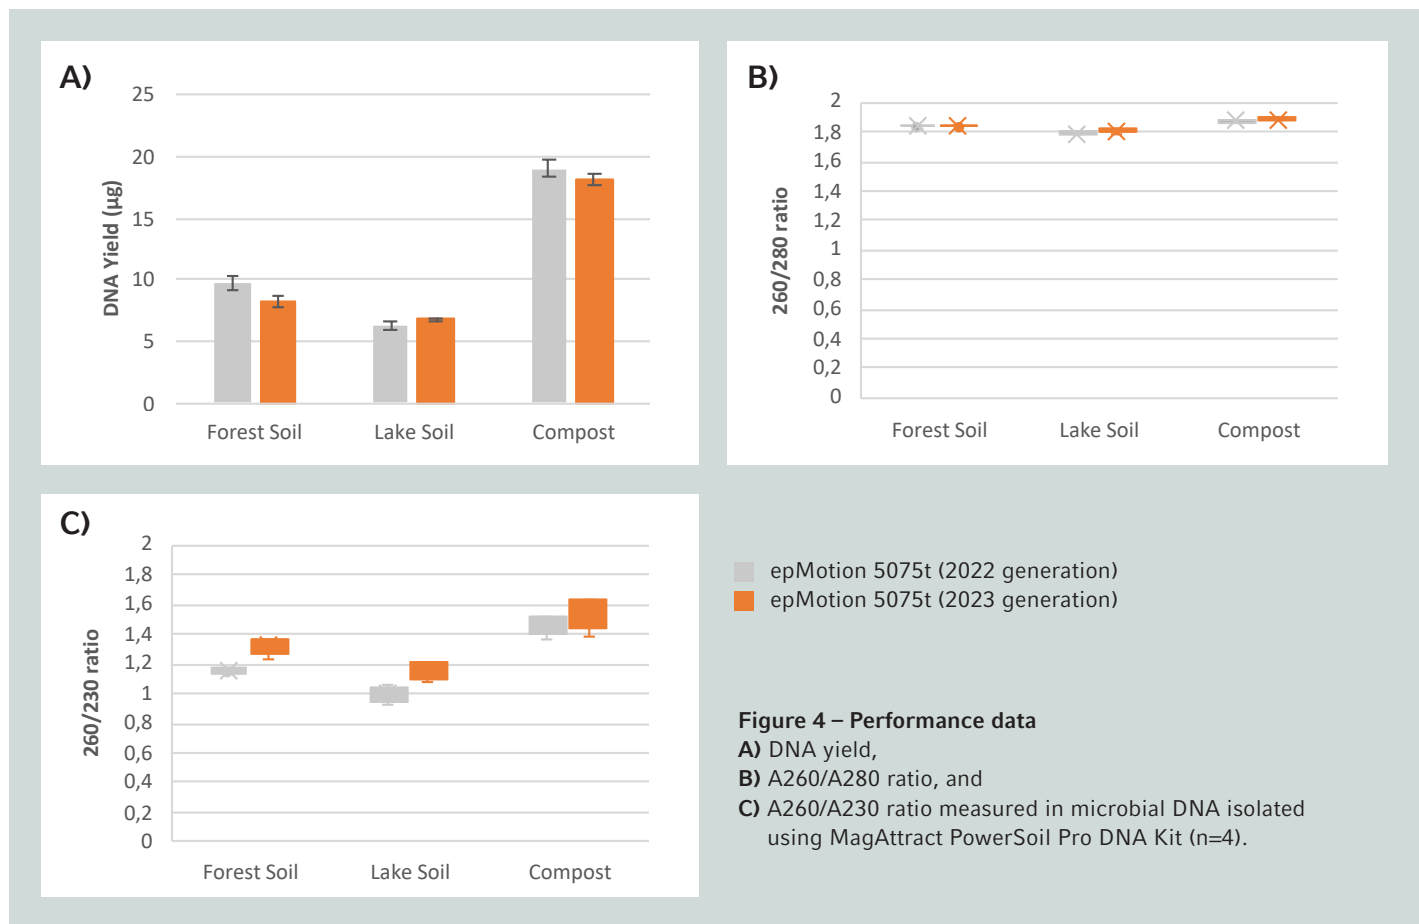 A)
DNA Yield (µg)
25
20
15
10
5
0
Forest Soil Lake Soil Compost
B)
260/280 ratio
2
1,8
1,6
1,4
1,2
1
0,8
0,6
0,4
0,2
0
Forest Soil Lake Soil Compost
C)
260/230 ratio
2
1,8
1,6
1,4
1,2
1
0,8
0,6
0,4
0,2
0
Forest Soil Lake Soil Compost
epMotion 5075t (2022 generation)
epMotion 5075t (2023 generation)
Figure 4 – Performance data
A) DNA yield,
B) A260/A280 ratio, and
C) A260/A230 ratio measured in microbial DNA isolated
using MagAttract PowerSoil Pro DNA Kit (n=4).